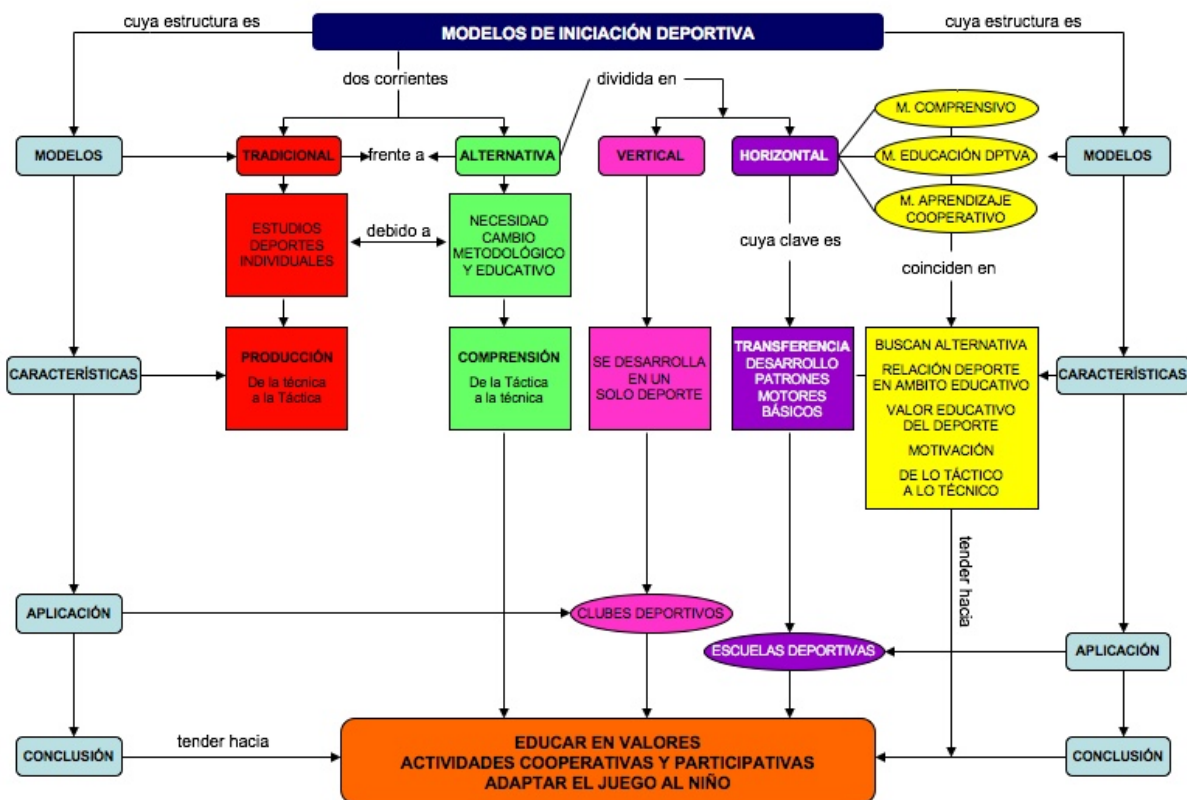 cuya estructura es
MODELOS DE INICIACIÓN DEPORTIVA
cuya estructura es
dos corrientes
dividida en
M. COMPRENSIVO
MODELOS
TRADICIONAL
frente a
ALTERNATIVA
VERTICAL
HORIZONTAL
M. EDUCACIÓN DPTVA
MODELOS
M. APRENDIZAJE
COOPERATIVO
ESTUDIOS
DEPORTES
INDIVIDUALES
debido a
NECESIDAD
CAMBIO
METODOLÓGICO
Y EDUCATIVO
cuya clave es
coinciden en
CARACTERÍSTICAS
PRODUCCIÓN
De la técnica
a la Táctica
COMPRENSIÓN
De la Táctica
a la técnica
SE DESARROLLA
EN UN
SOLO DEPORTE
TRANSFERENCIA
DESARROLLO
PATRONES
MOTORES
BÁSICOS
BUSCAN ALTERNATIVA
RELACIÓN DEPORTE
EN AMBITO EDUCATIVO
VALOR EDUCATIVO
DEL DEPORTE
MOTIVACIÓN
DE LO TÁCTICO
A LO TÉCNICO
CARACTERÍSTICAS
tender hacia
APLICACIÓN
CLUBES DEPORTIVOS
ESCUELAS DEPORTIVAS
APLICACIÓN
CONCLUSIÓN
tender hacia
EDUCAR EN VALORES
ACTIVIDADES COOPERATIVAS Y PARTICIPATIVAS
ADAPTAR EL JUEGO AL NIÑO
CONCLUSIÓN